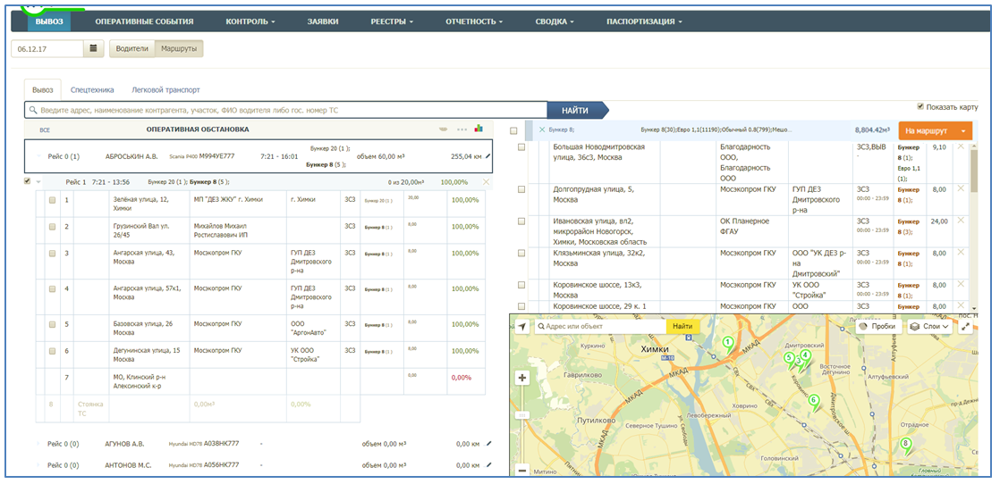 ВЫВОЗ ОПЕРАТИВНЫЕ СОБЫТИЯ КОНТРОЛЬ ЗАЯВКИ РЕЕСТРЫ ОТЧЕТНОСТЬ СВОДКА ПАСПОРТИЗАЦИЯ
06.12.17 Водители Маршруты
Вывоз Спецтехника Легковой транспорт
Введите адрес, наименование контрагента, участок, ФИО водителя либо гос. номер ТС НАЙТИ
Показать карту
ВСЕ ОПЕРАТИВНАЯ ОБСТАНОВКА
Рейс 0 (1) АБРОСЬКИН А.В. Scania P400 М994УЕ777 7:21 - 16:01 Бункер 20 (1 ); Бункер 8 (5 ); объем 60,00 м³ 255,04 км
Рейс 1 7:21 - 13:56 Бункер 20 (1 ); Бункер 8 (5 ); 0 из 20,00м³ 100,00%
1 Зелёная улица, 12, Химки МП "ДЕЗ ЖКУ" г. Химки г. Химки ЗСЗ Бункер 20 (1 ) 20,00 100,00%
2 Грузинский Вал ул. 26/45 Михайлов Михаил Ростиславович ИП ЗСЗ Бункер 8 (1 ) 8,00 100,00%
3 Ангарская улица, 43, Москва Мосэкопром ГКУ ГУП ДЕЗ Дмитровского р-на ЗСЗ Бункер 8 (1 ) 8,00 100,00%
4 Ангарская улица, 57к1, Москва Мосэкопром ГКУ ГУП ДЕЗ Дмитровского р-на ЗСЗ Бункер 8 (1 ) 8,00 100,00%
5 Базовская улица, 26 Москва Мосэкопром ГКУ ООО "АргонАвто" ЗСЗ Бункер 8 (1 ) 8,00 100,00%
6 Дегунинская улица, 15 Москва Мосэкопром ГКУ УК ООО "Стройка" ЗСЗ Бункер 8 (1 ) 8,00 100,00%
7 МО, Клинский р-н Алексинский к-р 0,00 0,00%
8 Стоянка ТС 0,00м³ 0,00%
Рейс 0 (0) АГУНОВ А.В. Hyundai HD78 А038НК777 - объем 0,00 м³ 0,00 км
Рейс 0 (0) АНТОНОВ М.С. Hyundai HD78 А056НК777 - объем 0,00 м³ 0,00 км
Бункер 8; Бункер 8(30);Евро 1,1(11190);Обычный 0.8(799);Мешо... 8,804.42м³ На маршрут
Большая Новодмитровская улица, 36с3, Москва Благодарность ООО, Благодарность ООО ЗСЗ,ВЫВ - Бункер 8 (1); Евро 1,1 (1); 9,10
Долгопрудная улица, 5, Москва Мосэкопром ГКУ ГУП ДЕЗ Дмитровского р-на ЗСЗ 00:00 - 23:59 Бункер 8 (1); 8,00
Ивановская улица, вл2, микрорайон Новогорск, Химки, Московская область ОК Планерное ФГАУ ЗСЗ 00:00 - 23:59 Бункер 8 (3); 24,00
Клязьминская улица, 32к2, Москва Мосэкопром ГКУ ООО "УК ДЕЗ р-на Дмитровский" ЗСЗ 00:00 - 23:59 Бункер 8 (1); 8,00
Коровинское шоссе, 13к3, Москва Мосэкопром ГКУ УК ООО "Стройка" ЗСЗ 00:00 - 23:59 Бункер 8 (1); 8,00
Коровинское шоссе, 29 к. 1 Мосэкопром ГКУ ООО ЗСЗ Бункер 8,00
Адрес или объект Найти Пробки Слои
Куркино Химки М-10 МКАД Дмитровский Алтуфьевский
1 5 3 4
Гаврилково МКАД СВХ Коровинское Восточное Дегунино Алтуфьевское
МКАД Ховрино 6
Путилково Левобережный Отрадное
Северное Тушино
8
Митино Главный ботанический